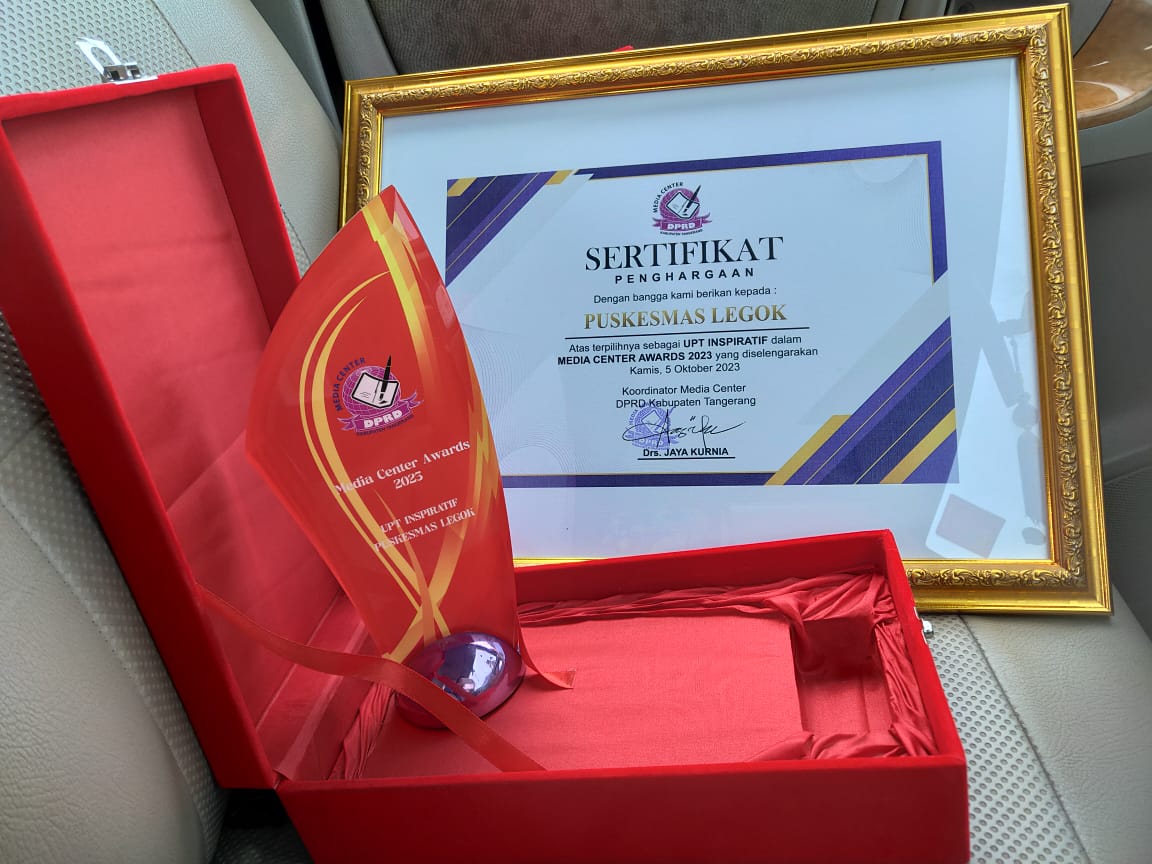 MEDIA CENTER
DPRD
KABUPATEN TANGERANG
SERTIFIKAT
PENGHARGAAN
Dengan bangga kami berikan kepada :
PUSKESMAS LEGOK
Atas terpilihnya sebagai UPT INSPIRATIF dalam
MEDIA CENTER AWARDS 2023 yang diselengarakan
Kamis, 5 Oktober 2023
Koordinator Media Center
DPRD Kabupaten Tangerang
Drs. JAYA KURNIA
MEDIA CENTER
DPRD
KABUPATEN TANGERANG
Media Center Awards
2023
UPT INSPIRATIF
PUSKESMAS LEGOK